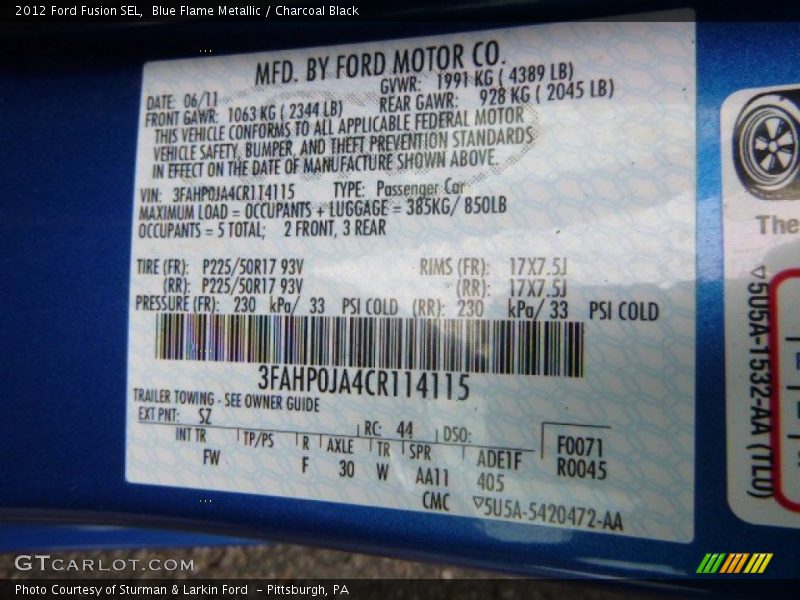 2012 Ford Fusion SEL, Blue Flame Metallic / Charcoal Black
MFD. BY FORD MOTOR CO.
DATE: 06/11 GVWR: 1991 KG ( 4389 LB)
FRONT GAWR: 1063 KG ( 2344 LB) REAR GAWR: 928 KG ( 2045 LB)
THIS VEHICLE CONFORMS TO ALL APPLICABLE FEDERAL MOTOR
VEHICLE SAFETY, BUMPER, AND THEFT PREVENTION STANDARDS
IN EFFECT ON THE DATE OF MANUFACTURE SHOWN ABOVE.
VIN: 3FAHP0JA4CR114115 TYPE: Passenger Car
MAXIMUM LOAD = OCCUPANTS + LUGGAGE = 385KG/ 850LB
OCCUPANTS = 5 TOTAL; 2 FRONT, 3 REAR
TIRE (FR): P225/50R17 93V RIMS (FR): 17X7.5J
(RR): P225/50R17 93V (RR): 17X7.5J
PRESSURE (FR): 230 kPa/ 33 PSI COLD (RR): 230 kPa/ 33 PSI COLD
3FAHP0JA4CR114115
TRAILER TOWING - SEE OWNER GUIDE
EXT PNT: SZ RC: 44 DSO:
INT TR TP/PS R AXLE TR SPR ADE1F F0071
FW F 30 W AA11 405 R0045
CMC ▽5U5A-5420472-AA
The
▽5U5A-1532-AA (TLU)
GTCARLOT.COM
Photo Courtesy of Sturman & Larkin Ford - Pittsburgh, PA